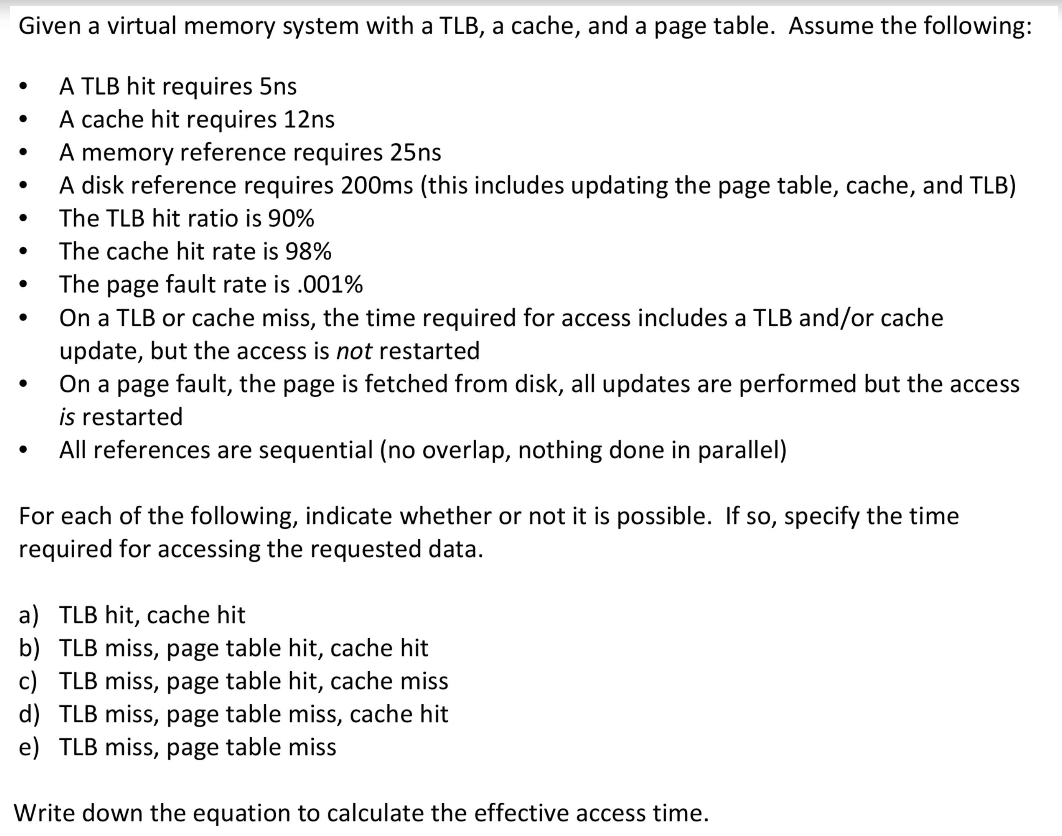 Given a virtual memory system with a TLB, a cache, and a page table.  Assume the following:
• A TLB hit requires 5ns
• A cache hit requires 12ns
• A memory reference requires 25ns
• A disk reference requires 200ms (this includes updating the page table, cache, and TLB)
• The TLB hit ratio is 90%
• The cache hit rate is 98%
• The page fault rate is .001%
• On a TLB or cache miss, the time required for access includes a TLB and/or cache
update, but the access is not restarted
• On a page fault, the page is fetched from disk, all updates are performed but the access
is restarted
• All references are sequential (no overlap, nothing done in parallel)
For each of the following, indicate whether or not it is possible.  If so, specify the time
required for accessing the requested data.
a) TLB hit, cache hit
b) TLB miss, page table hit, cache hit
c) TLB miss, page table hit, cache miss
d) TLB miss, page table miss, cache hit
e) TLB miss, page table miss
Write down the equation to calculate the effective access time.